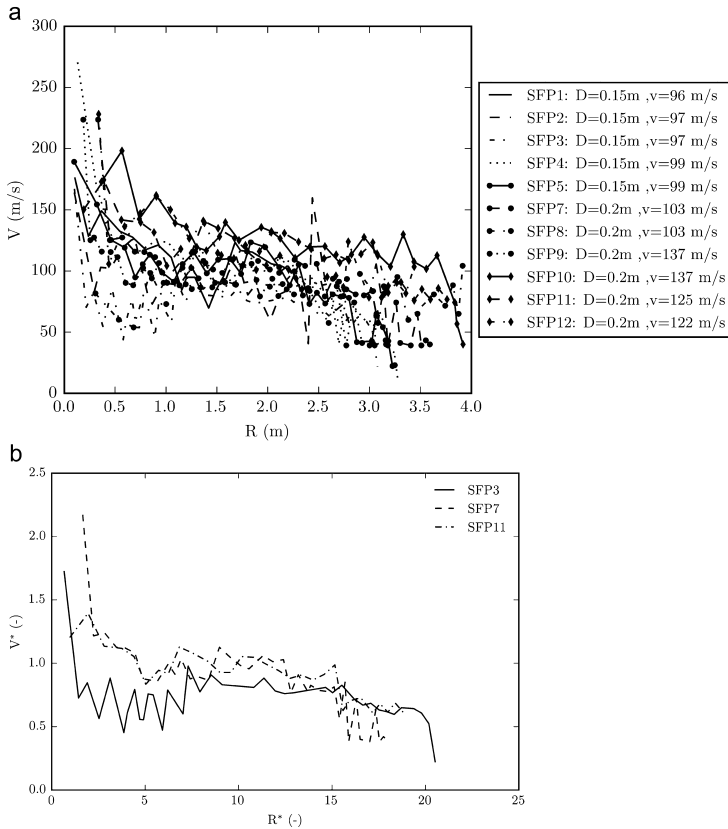 a
300
250
200
150
100
50
0
V (m/s)
0.0 0.5 1.0 1.5 2.0 2.5 3.0 3.5 4.0
R (m)
SFP1: D=0.15m ,v=96 m/s
SFP2: D=0.15m ,v=97 m/s
SFP3: D=0.15m ,v=97 m/s
SFP4: D=0.15m ,v=99 m/s
SFP5: D=0.15m ,v=99 m/s
SFP7: D=0.2m ,v=103 m/s
SFP8: D=0.2m ,v=103 m/s
SFP9: D=0.2m ,v=137 m/s
SFP10: D=0.2m ,v=137 m/s
SFP11: D=0.2m ,v=125 m/s
SFP12: D=0.2m ,v=122 m/s
b
2.5
2.0
1.5
1.0
0.5
0.0
V* (-)
0 5 10 15 20 25
R* (-)
SFP3
SFP7
SFP11